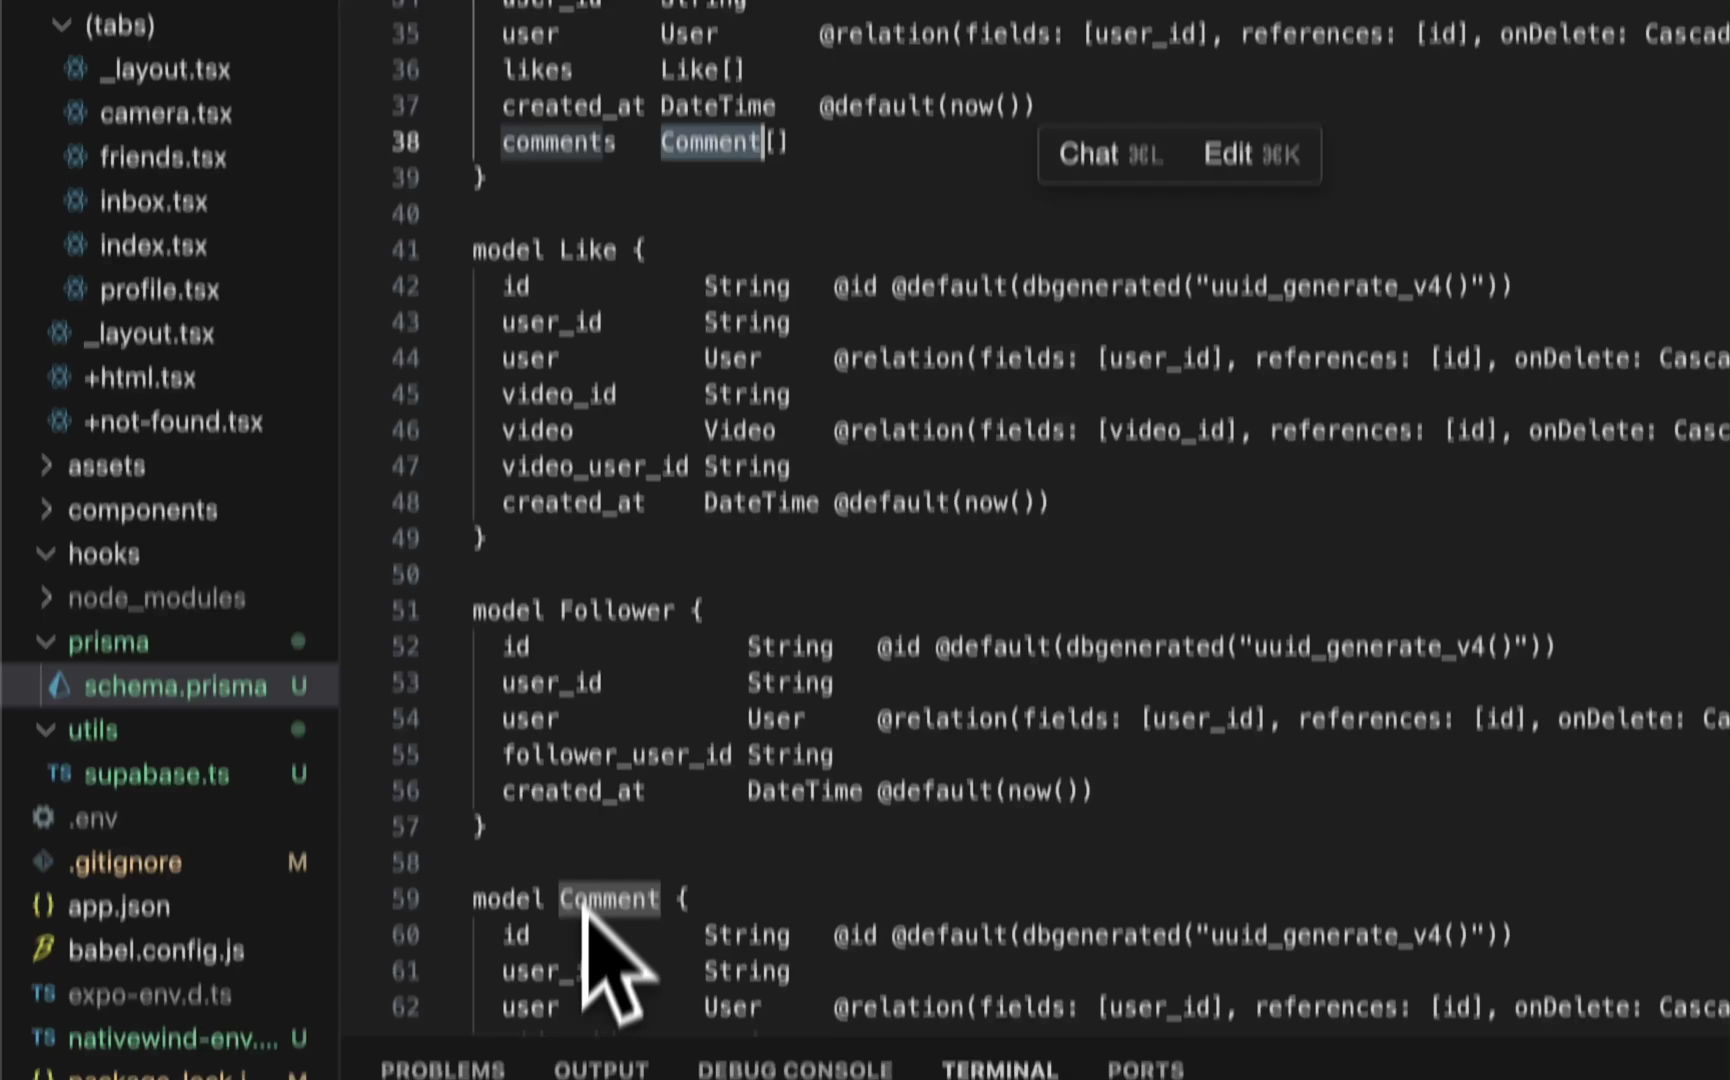 (tabs)
_layout.tsx
camera.tsx
friends.tsx
inbox.tsx
index.tsx
profile.tsx
_layout.tsx
+html.tsx
+not-found.tsx
assets
components
hooks
node_modules
prisma
schema.prisma U
utils
TS supabase.ts U
.env
.gitignore M
{} app.json
babel.config.js
TS expo-env.d.ts
TS nativewind-env.... U
35 user User @relation(fields: [user_id], references: [id], onDelete: Cascad
36 likes Like[]
37 created_at DateTime @default(now())
38 comments Comment[]
Chat ⌘L Edit ⌘K
39 }
40
41 model Like {
42 id String @id @default(dbgenerated("uuid_generate_v4()"))
43 user_id String
44 user User @relation(fields: [user_id], references: [id], onDelete: Casca
45 video_id String
46 video Video @relation(fields: [video_id], references: [id], onDelete: Casc
47 video_user_id String
48 created_at DateTime @default(now())
49 }
50
51 model Follower {
52 id String @id @default(dbgenerated("uuid_generate_v4()"))
53 user_id String
54 user User @relation(fields: [user_id], references: [id], onDelete: Ca
55 follower_user_id String
56 created_at DateTime @default(now())
57 }
58
59 model Comment {
60 id String @id @default(dbgenerated("uuid_generate_v4()"))
61 user_ String
62 user User @relation(fields: [user_id], references: [id], onDelete: Casca
PROBLEMS OUTPUT DEBUG CONSOLE TERMINAL PORTS